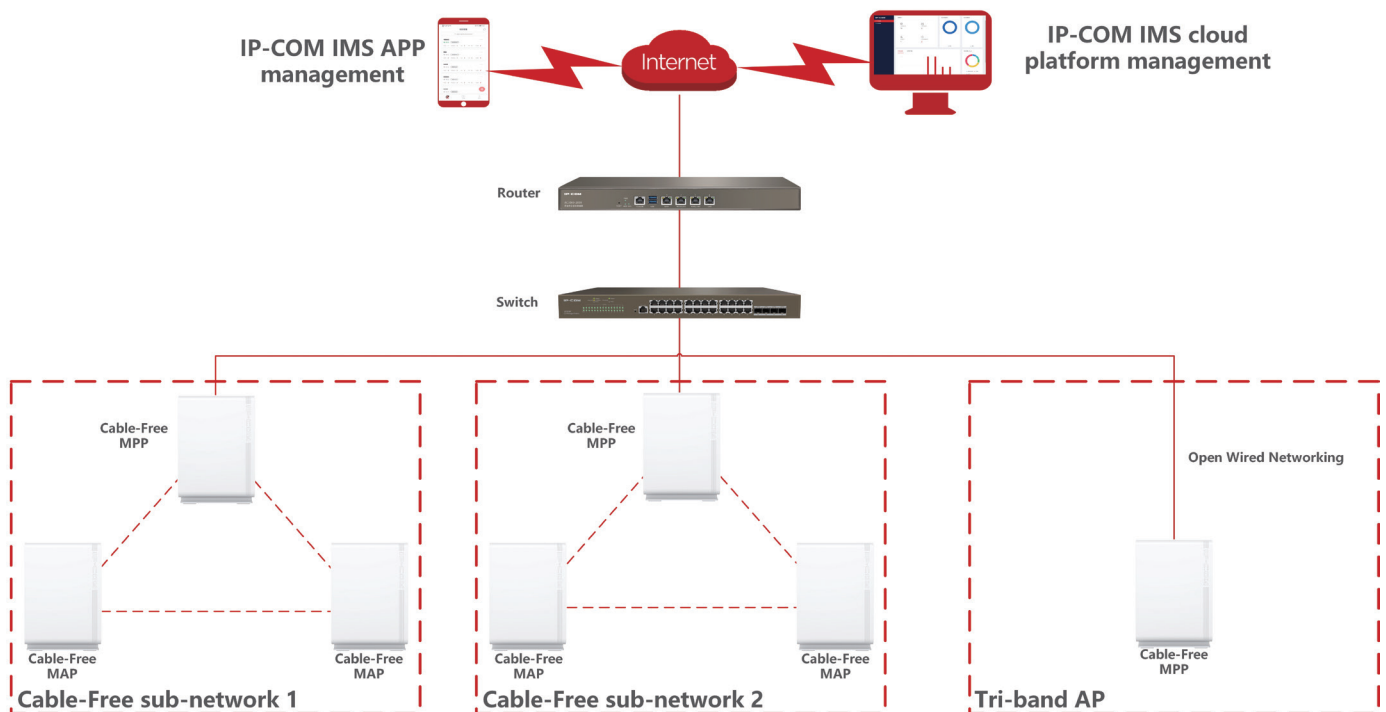 IP-COM IMS APP
management
Internet
IP-COM IMS cloud
platform management
Router
Switch
Cable-Free
MPP
Cable-Free
MAP
Cable-Free
MAP
Cable-Free sub-network 1
Cable-Free
MPP
Cable-Free
MAP
Cable-Free
MAP
Cable-Free sub-network 2
Open Wired Networking
Cable-Free
MPP
Tri-band AP